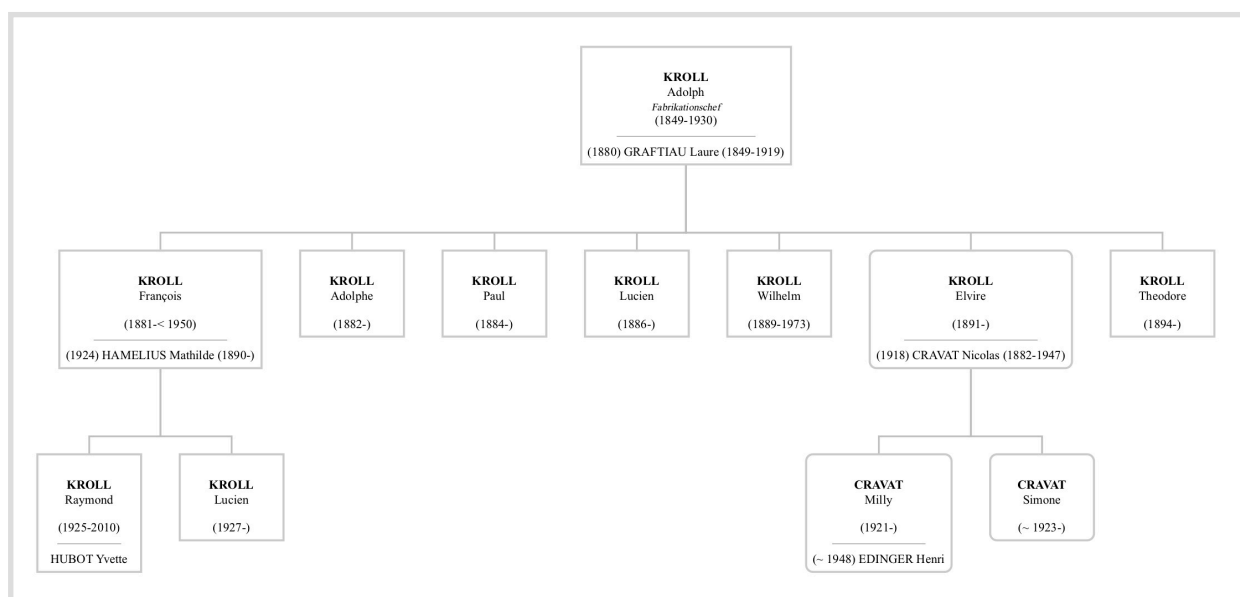 KROLL
Adolph
Fabrikationschef
(1849-1930)
(1880) GRAFTIAU Laure (1849-1919)
KROLL
François
(1881-< 1950)
(1924) HAMELIUS Mathilde (1890-)
KROLL
Adolphe
(1882-)
KROLL
Paul
(1884-)
KROLL
Lucien
(1886-)
KROLL
Wilhelm
(1889-1973)
KROLL
Elvire
(1891-)
(1918) CRAVAT Nicolas (1882-1947)
KROLL
Theodore
(1894-)
KROLL
Raymond
(1925-2010)
HUBOT Yvette
KROLL
Lucien
(1927-)
CRAVAT
Milly
(1921-)
(~ 1948) EDINGER Henri
CRAVAT
Simone
(~ 1923-)